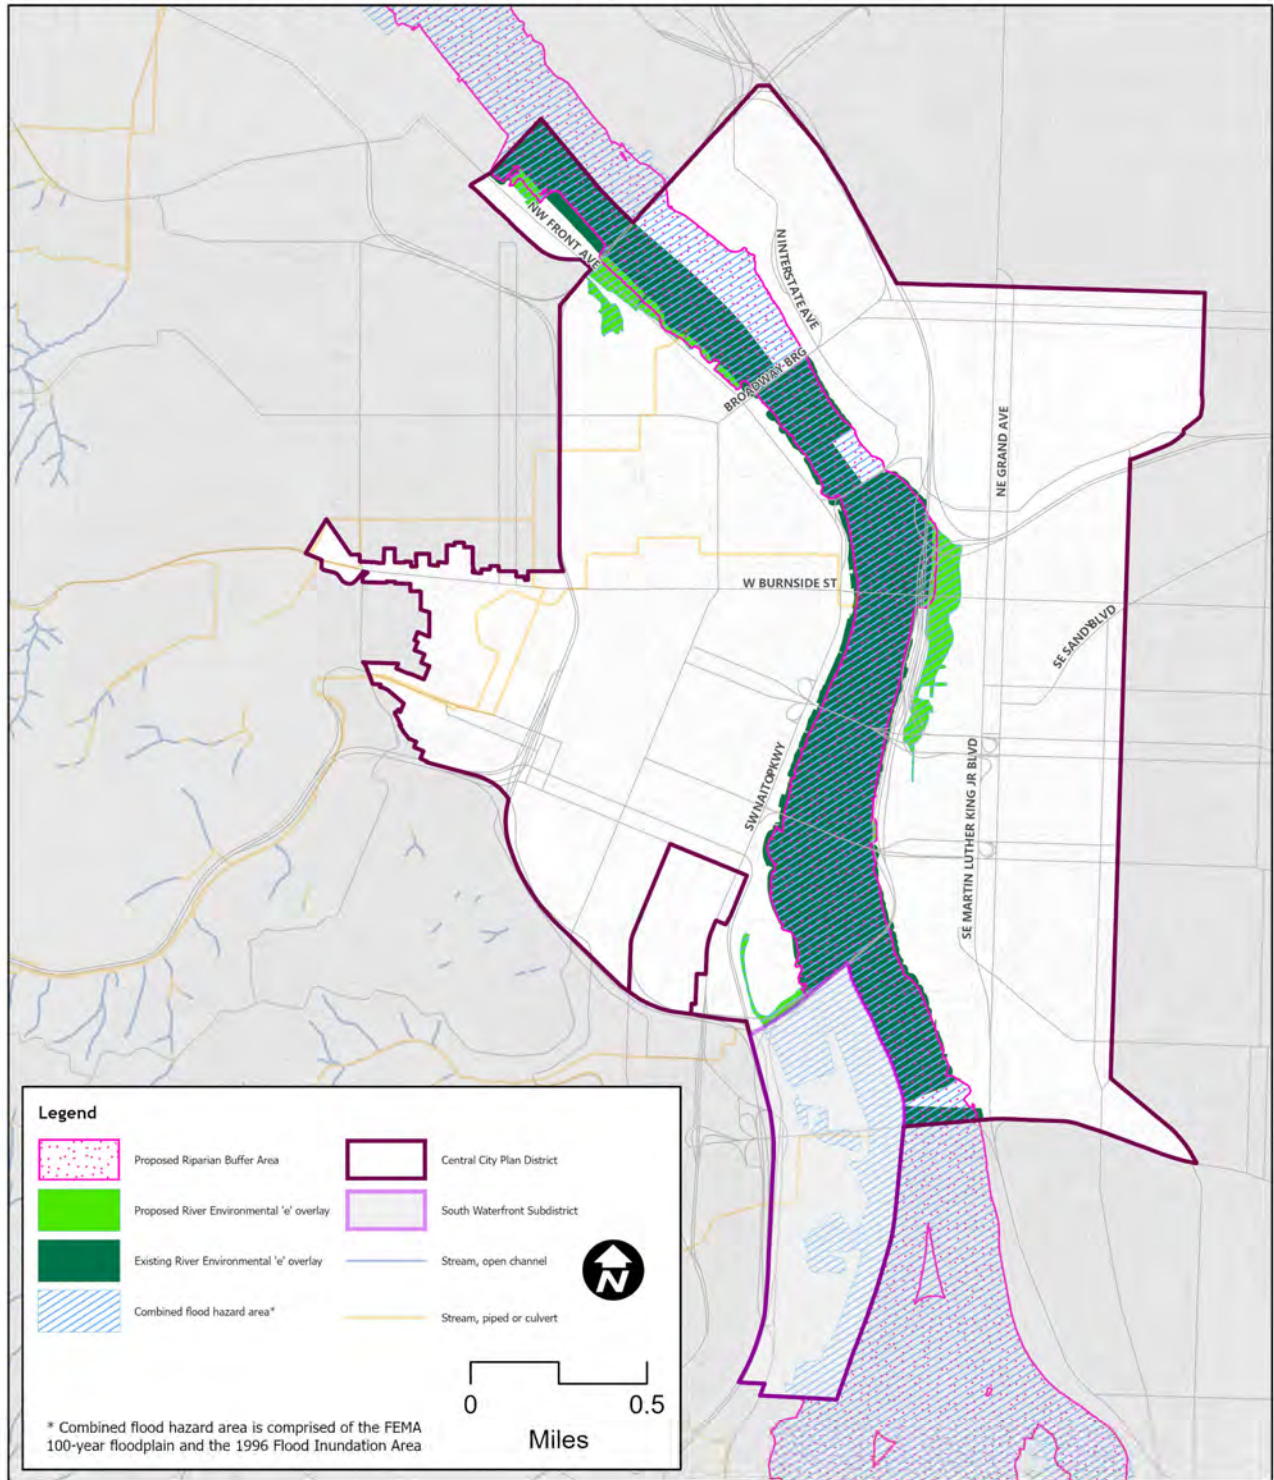 NW FRONT AVE
N INTERSTATE AVE
BROADWAY BRG
NE GRAND AVE
W BURNSIDE ST
SE SANDY BLVD
SW NAITO PKWY
SE MARTIN LUTHER KING JR BLVD
Legend
Proposed Riparian Buffer Area
Central City Plan District
Proposed River Environmental 'e' overlay
South Waterfront Subdistrict
Existing River Environmental 'e' overlay
Stream, open channel
Combined flood hazard area*
Stream, piped or culvert
N
0 0.5
Miles
* Combined flood hazard area is comprised of the FEMA
100-year floodplain and the 1996 Flood Inundation Area